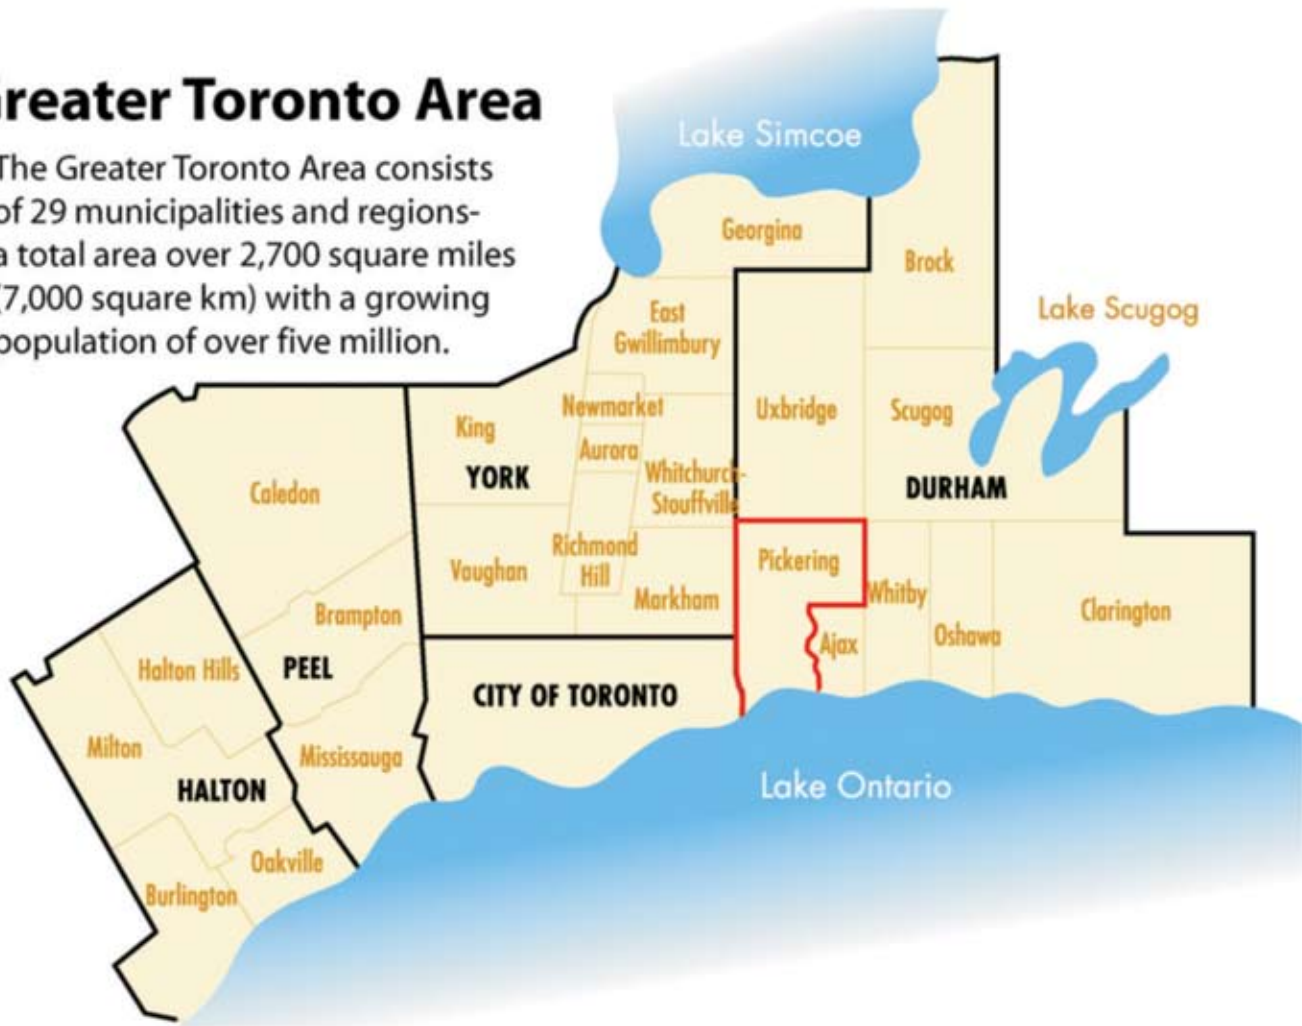 reater Toronto Area
The Greater Toronto Area consists
of 29 municipalities and regions-
a total area over 2,700 square miles
(7,000 square km) with a growing
population of over five million.
Lake Simcoe
Georgina
Brock
East
Gwillimbury
Lake Scugog
Newmarket
Uxbridge
Scugog
King
Aurora
YORK
Whitchurch-
Stouffville
DURHAM
Caledon
Richmond
Hill
Vaughan
Markham
Pickering
Whitby
Ajax
Oshawa
Clarington
Brampton
Halton Hills
PEEL
CITY OF TORONTO
Milton
Mississauga
HALTON
Lake Ontario
Oakville
Burlington